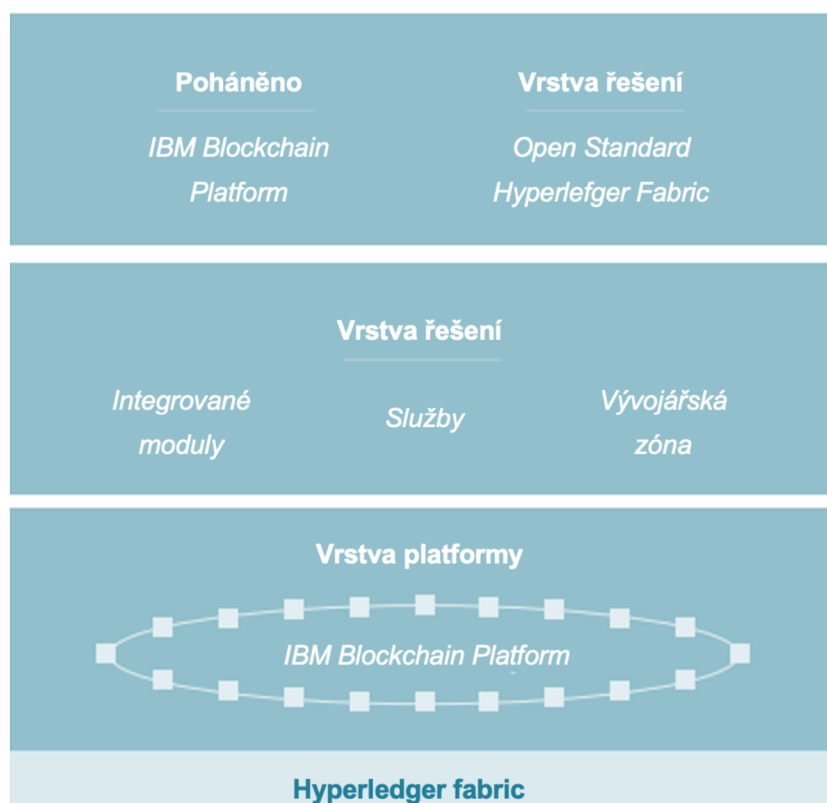 Poháněno
IBM Blockchain
Platform
Vrstva řešení
Open Standard
Hyperlefger Fabric
Vrstva řešení
Integrované
moduly
Služby
Vývojářská
zóna
Vrstva platformy
IBM Blockchain Platform
Hyperledger fabric